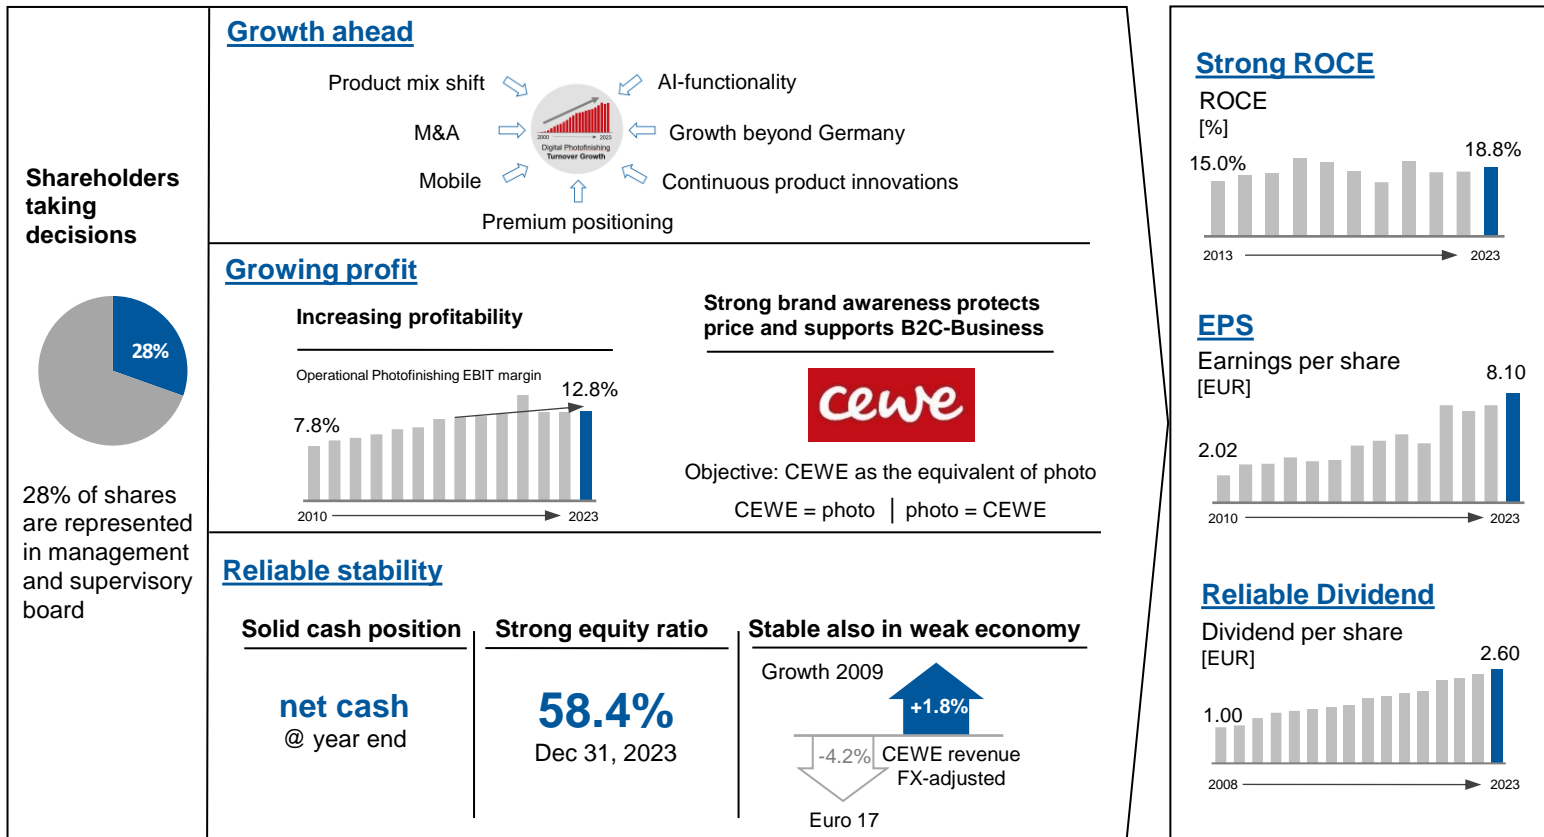 Shareholders
taking
decisions
28%
28% of shares
are represented
in management
and supervisory
board
Growth ahead
Product mix shift
AI-functionality
M&A
Growth beyond Germany
Mobile
Continuous product innovations
Premium positioning
2000
2023
Digital Photofinishing
Turnover Growth
Growing profit
Increasing profitability
Operational Photofinishing EBIT margin
7.8%
12.8%
2010
2023
Strong brand awareness protects
price and supports B2C-Business
cewe
Objective: CEWE as the equivalent of photo
CEWE = photo | photo = CEWE
Reliable stability
Solid cash position
net cash
@ year end
Strong equity ratio
58.4%
Dec 31, 2023
Stable also in weak economy
Growth 2009
+1.8%
-4.2%
CEWE revenue
FX-adjusted
Euro 17
Strong ROCE
ROCE
[%]
15.0%
18.8%
2013
2023
EPS
Earnings per share
[EUR]
8.10
2.02
2010
2023
Reliable Dividend
Dividend per share
[EUR]
2.60
1.00
2008
2023